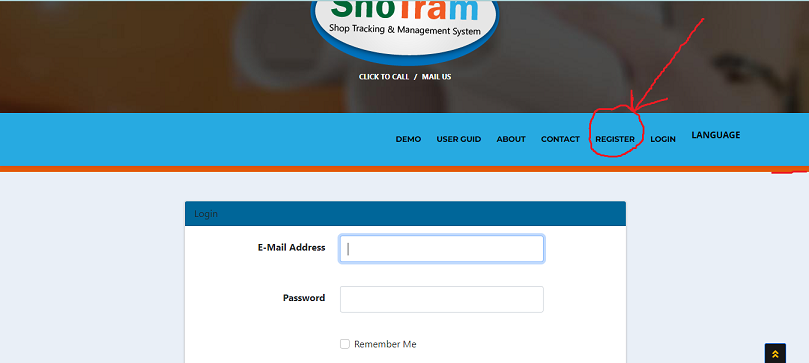 ShoTram
Shop Tracking & Management System
CLICK TO CALL / MAIL US
DEMO USER GUID ABOUT CONTACT REGISTER LOGIN LANGUAGE
Login
E-Mail Address
Password
Remember Me